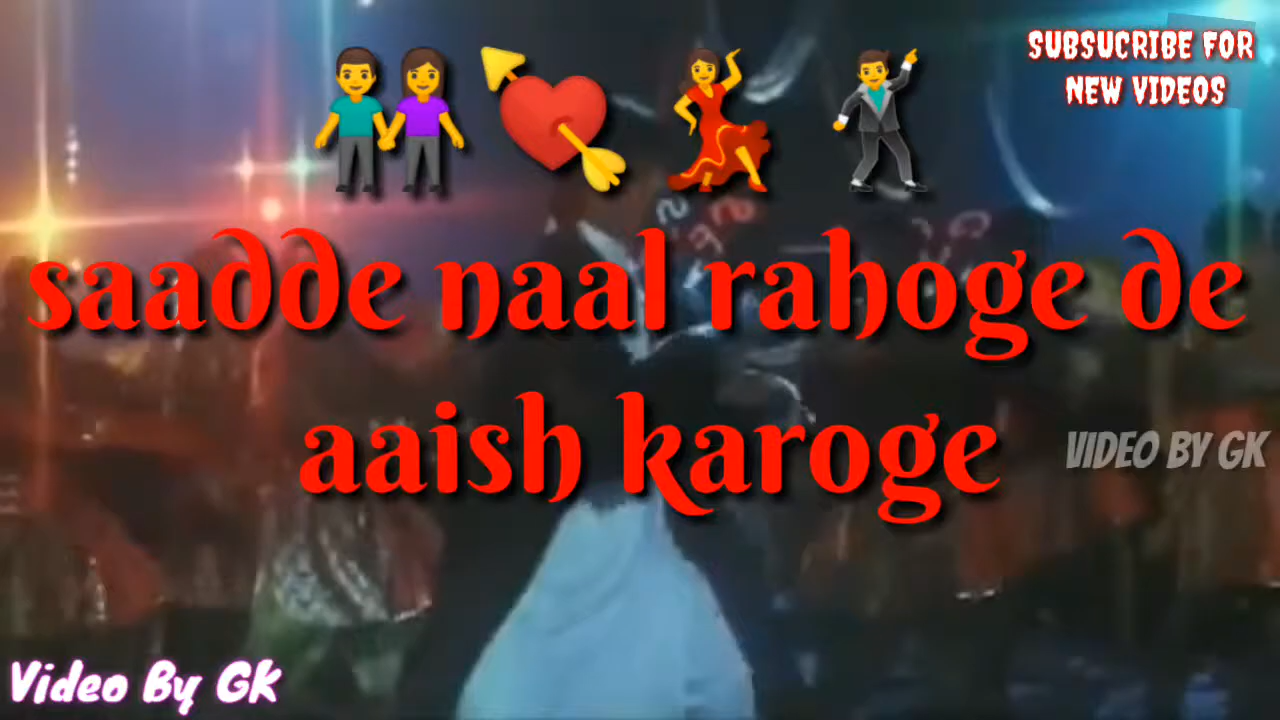 SUBSUCRIBE FOR
NEW VIDEOS
saadde naal rahoge de
aaish karoge
VIDEO BY GK
Video By GK